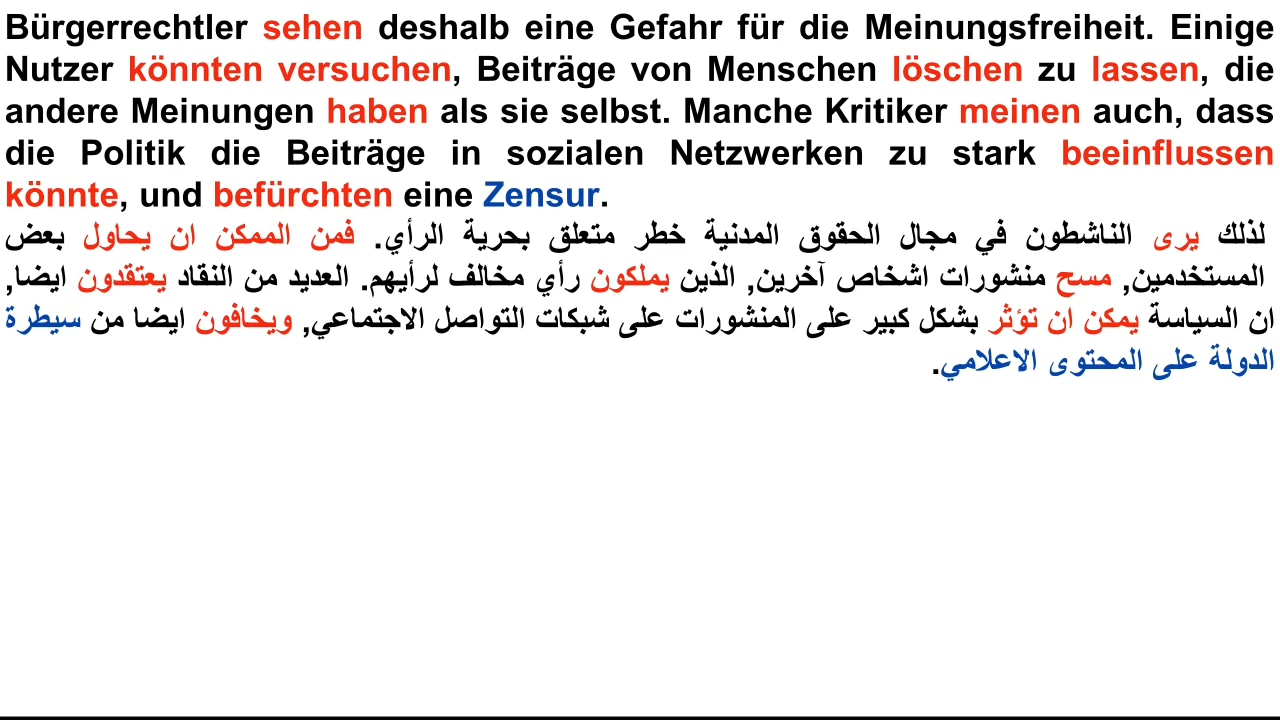 Bürgerrechtler sehen deshalb eine Gefahr für die Meinungsfreiheit. Einige
Nutzer könnten versuchen, Beiträge von Menschen löschen zu lassen, die
andere Meinungen haben als sie selbst. Manche Kritiker meinen auch, dass
die Politik die Beiträge in sozialen Netzwerken zu stark beeinflussen
könnte, und befürchten eine Zensur.
لذلك يرى الناشطون في مجال الحقوق المدنية خطر متعلق بحرية الرأي. فمن الممكن ان يحاول بعض
المستخدمين, مسح منشورات اشخاص آخرين, الذين يملكون رأي مخالف لرأيهم. العديد من النقاد يعتقدون ايضا,
ان السياسة يمكن ان تؤثر بشكل كبير على المنشورات على شبكات التواصل الاجتماعي, ويخافون ايضا من سيطرة
الدولة على المحتوى الاعلامي.